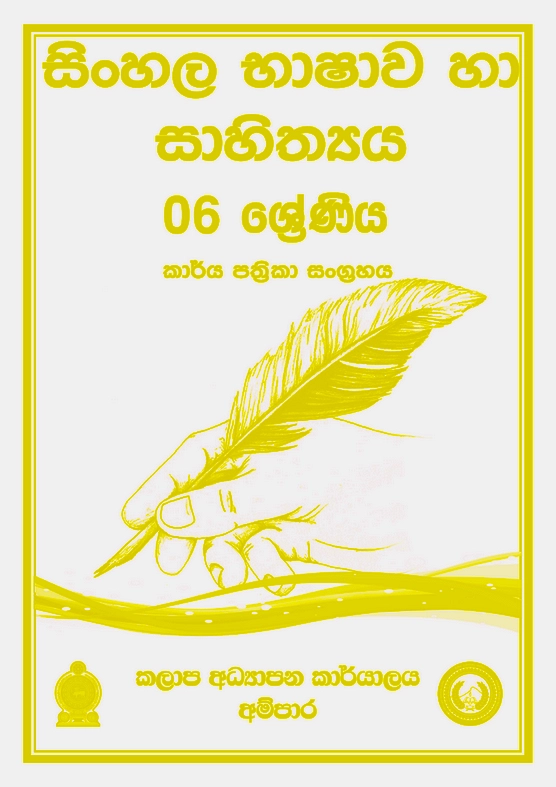 සිංහල භාෂාව හා
සාහිත්‍යය
06 ශ්‍රේණිය
කාර්ය පත්‍රිකා සංග්‍රහය
කලාප අධ්‍යාපන කාර්යාලය
අම්පාර